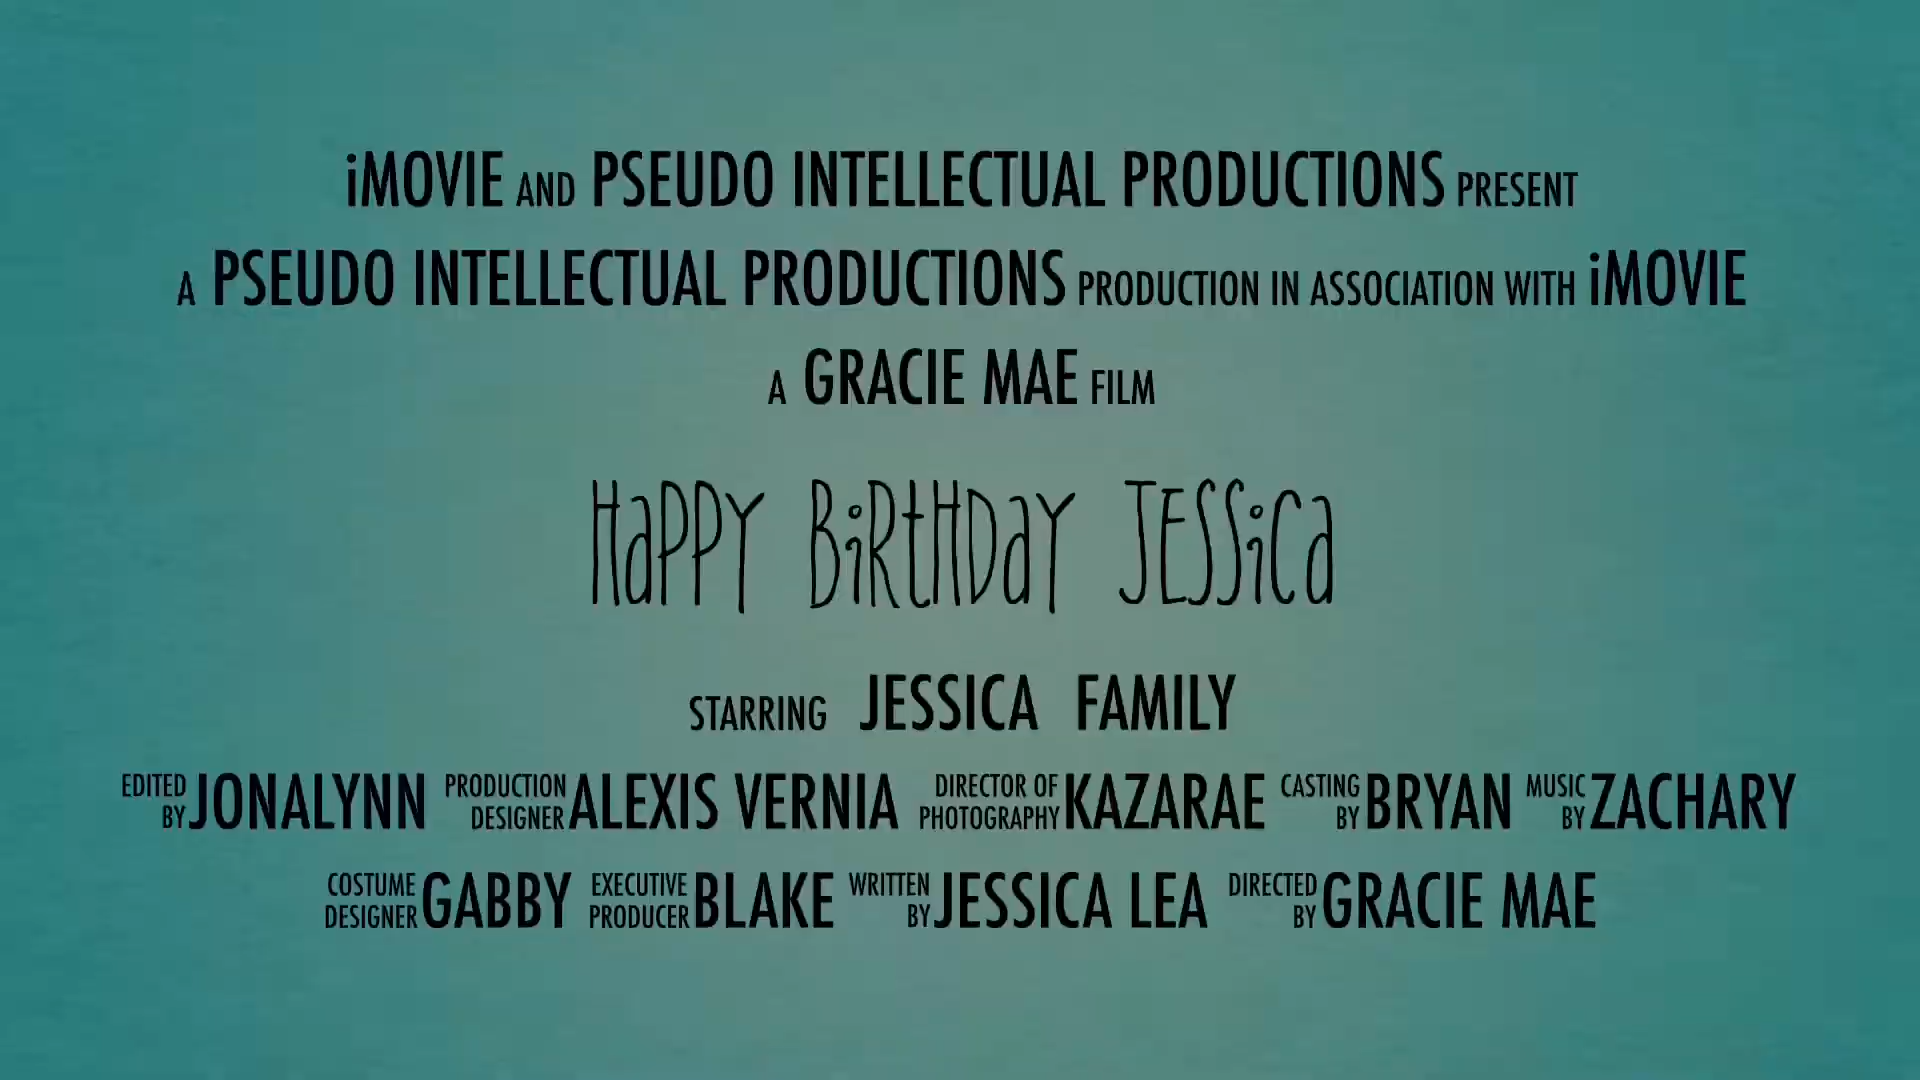 iMOVIE AND PSEUDO INTELLECTUAL PRODUCTIONS PRESENT
A PSEUDO INTELLECTUAL PRODUCTIONS PRODUCTION IN ASSOCIATION WITH iMOVIE
A GRACIE MAE FILM
HaPPY BiRtHDaY JESSiCa
STARRING JESSICA FAMILY
EDITED BY JONALYNN PRODUCTION DESIGNER ALEXIS VERNIA DIRECTOR OF PHOTOGRAPHY KAZARAE CASTING BY BRYAN MUSIC BY ZACHARY
COSTUME DESIGNER GABBY EXECUTIVE PRODUCER BLAKE WRITTEN BY JESSICA LEA DIRECTED BY GRACIE MAE